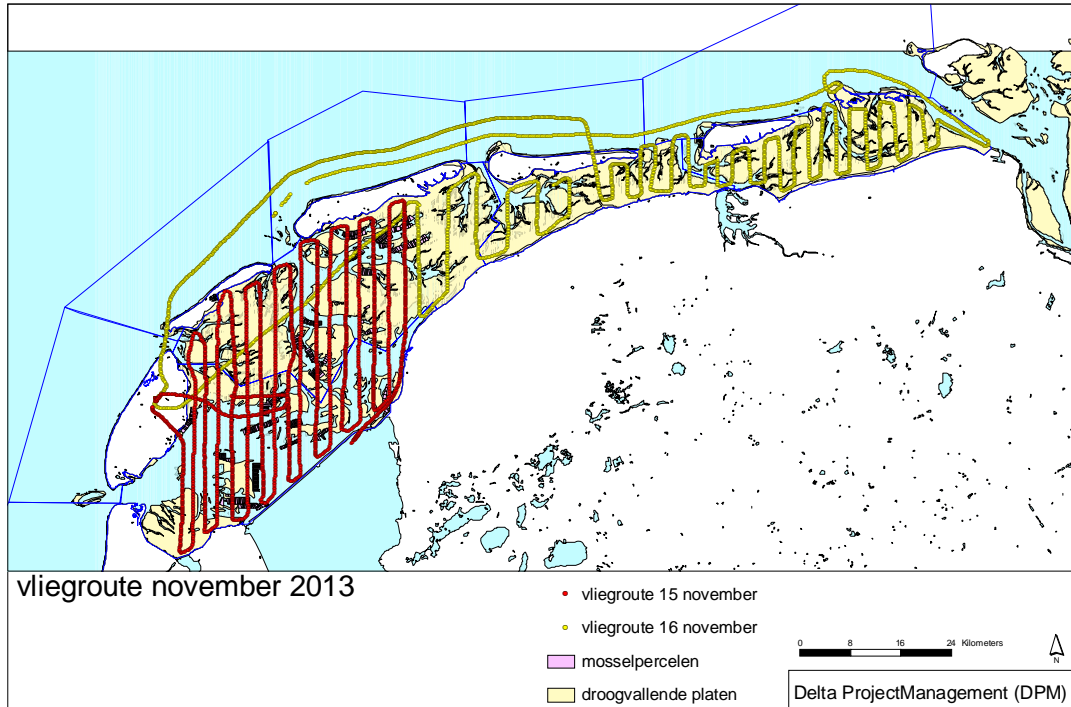 vliegroute november 2013
vliegroute 15 november
vliegroute 16 november
mosselpercelen
droogvallende platen
0 8 16 24 Kilometers
N
Delta ProjectManagement (DPM)